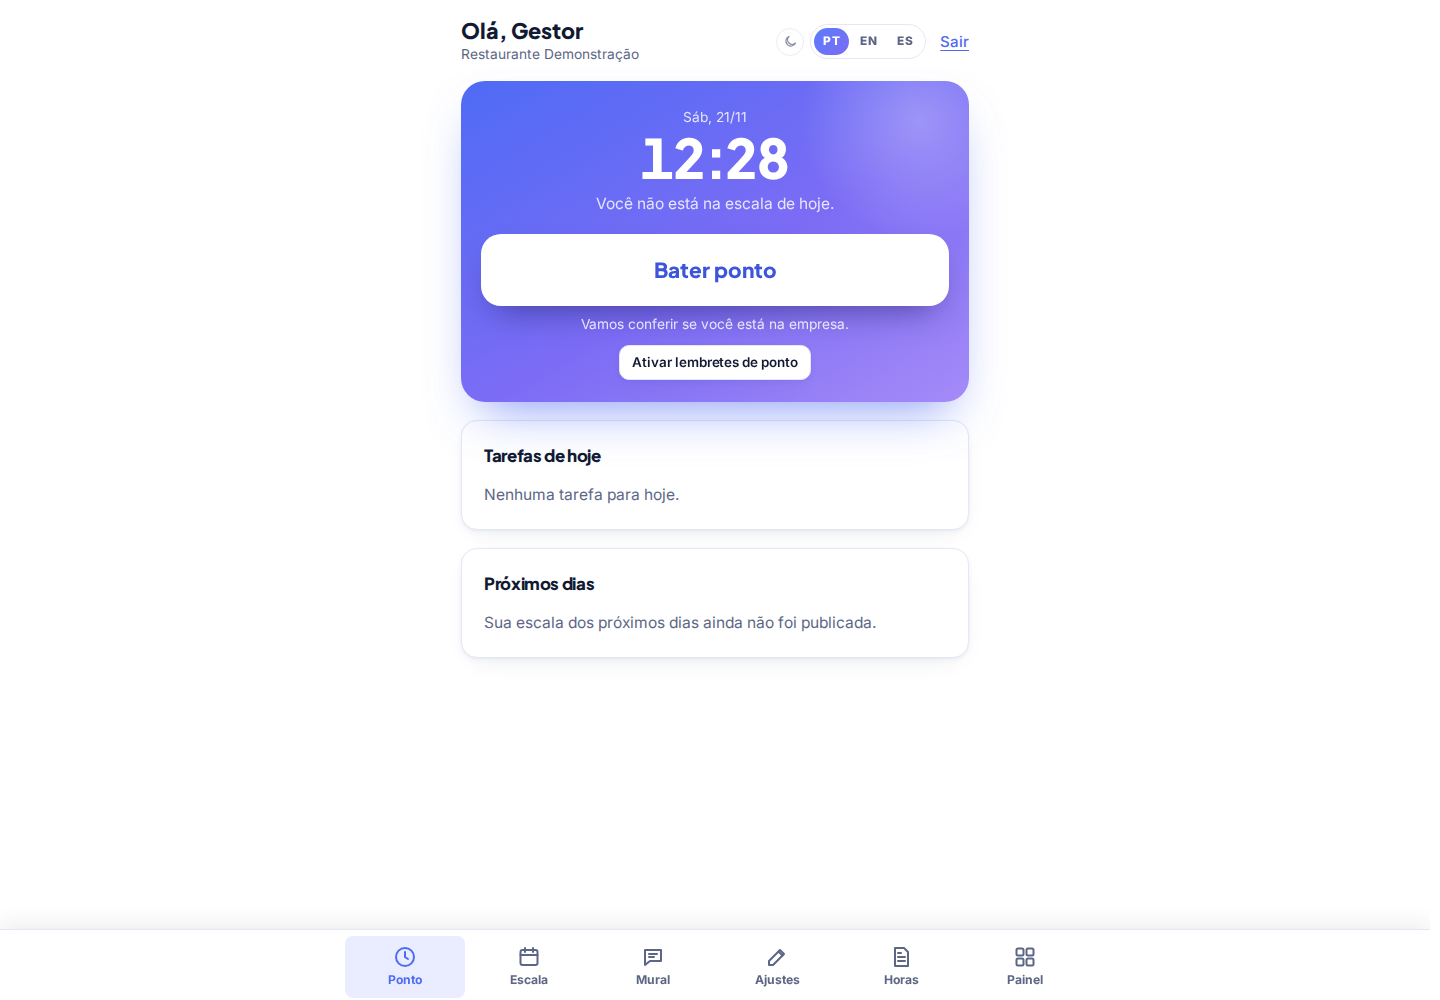 Olá, Gestor
Restaurante Demonstração
PT EN ES Sair
Sáb, 21/11
12:28
Você não está na escala de hoje.
Bater ponto
Vamos conferir se você está na empresa.
Ativar lembretes de ponto
Tarefas de hoje
Nenhuma tarefa para hoje.
Próximos dias
Sua escala dos próximos dias ainda não foi publicada.
Ponto Escala Mural Ajustes Horas Painel